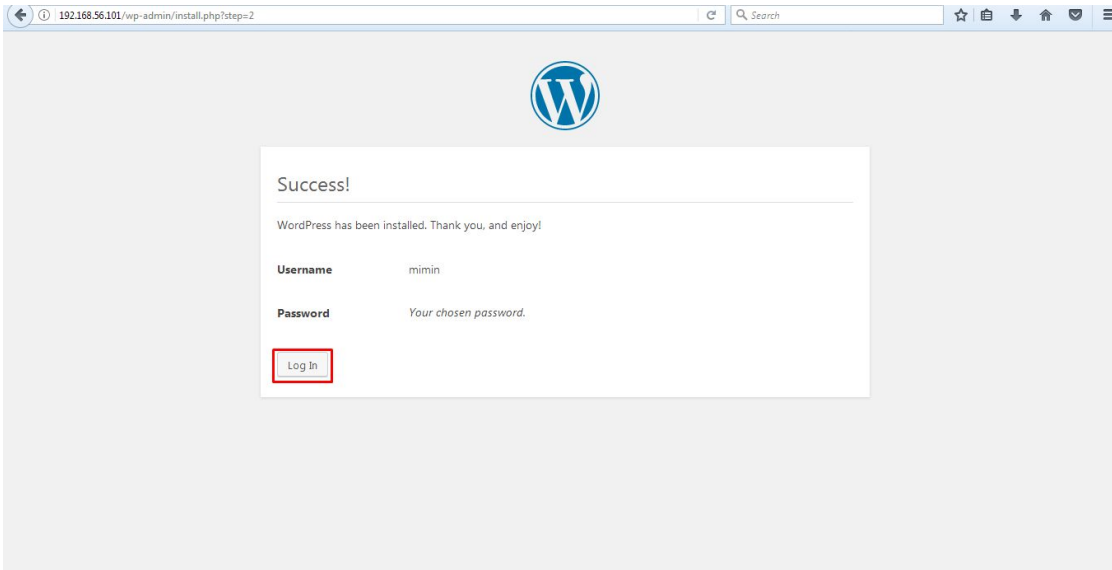 192.168.56.101/wp-admin/install.php?step=2
Search
Success!
WordPress has been installed. Thank you, and enjoy!
Username mimin
Password Your chosen password.
Log In